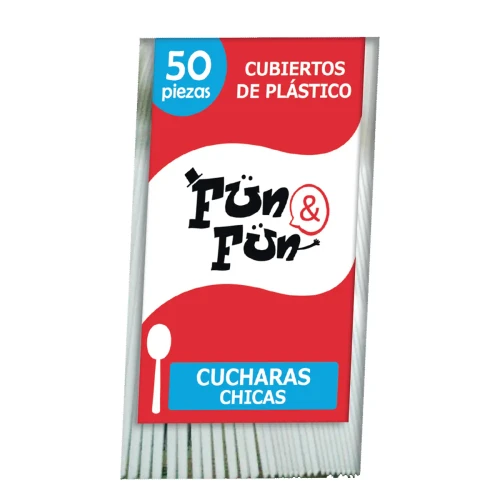 50
piezas
CUBIERTOS
DE PLÁSTICO
Fün &
Fün
CUCHARAS
CHICAS